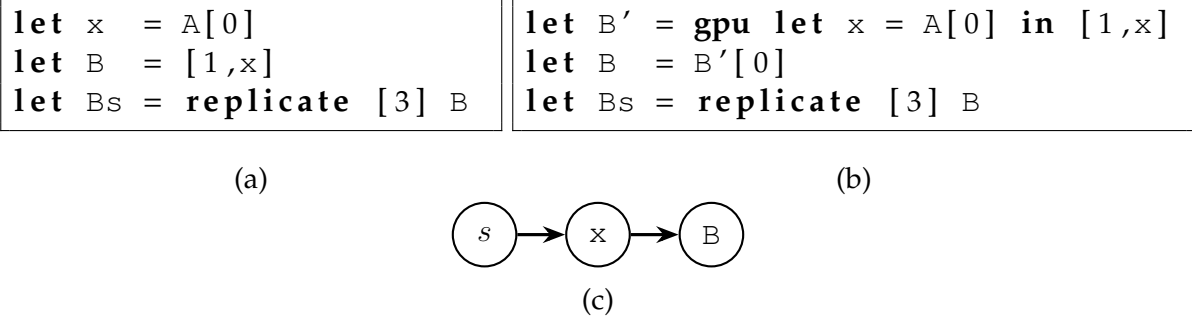 let x = A[0]
let B = [1,x]
let Bs = replicate [3] B
(a)
let B′ = gpu let x = A[0] in [1,x]
let B = B′[0]
let Bs = replicate [3] B
(b)
s x B
(c)